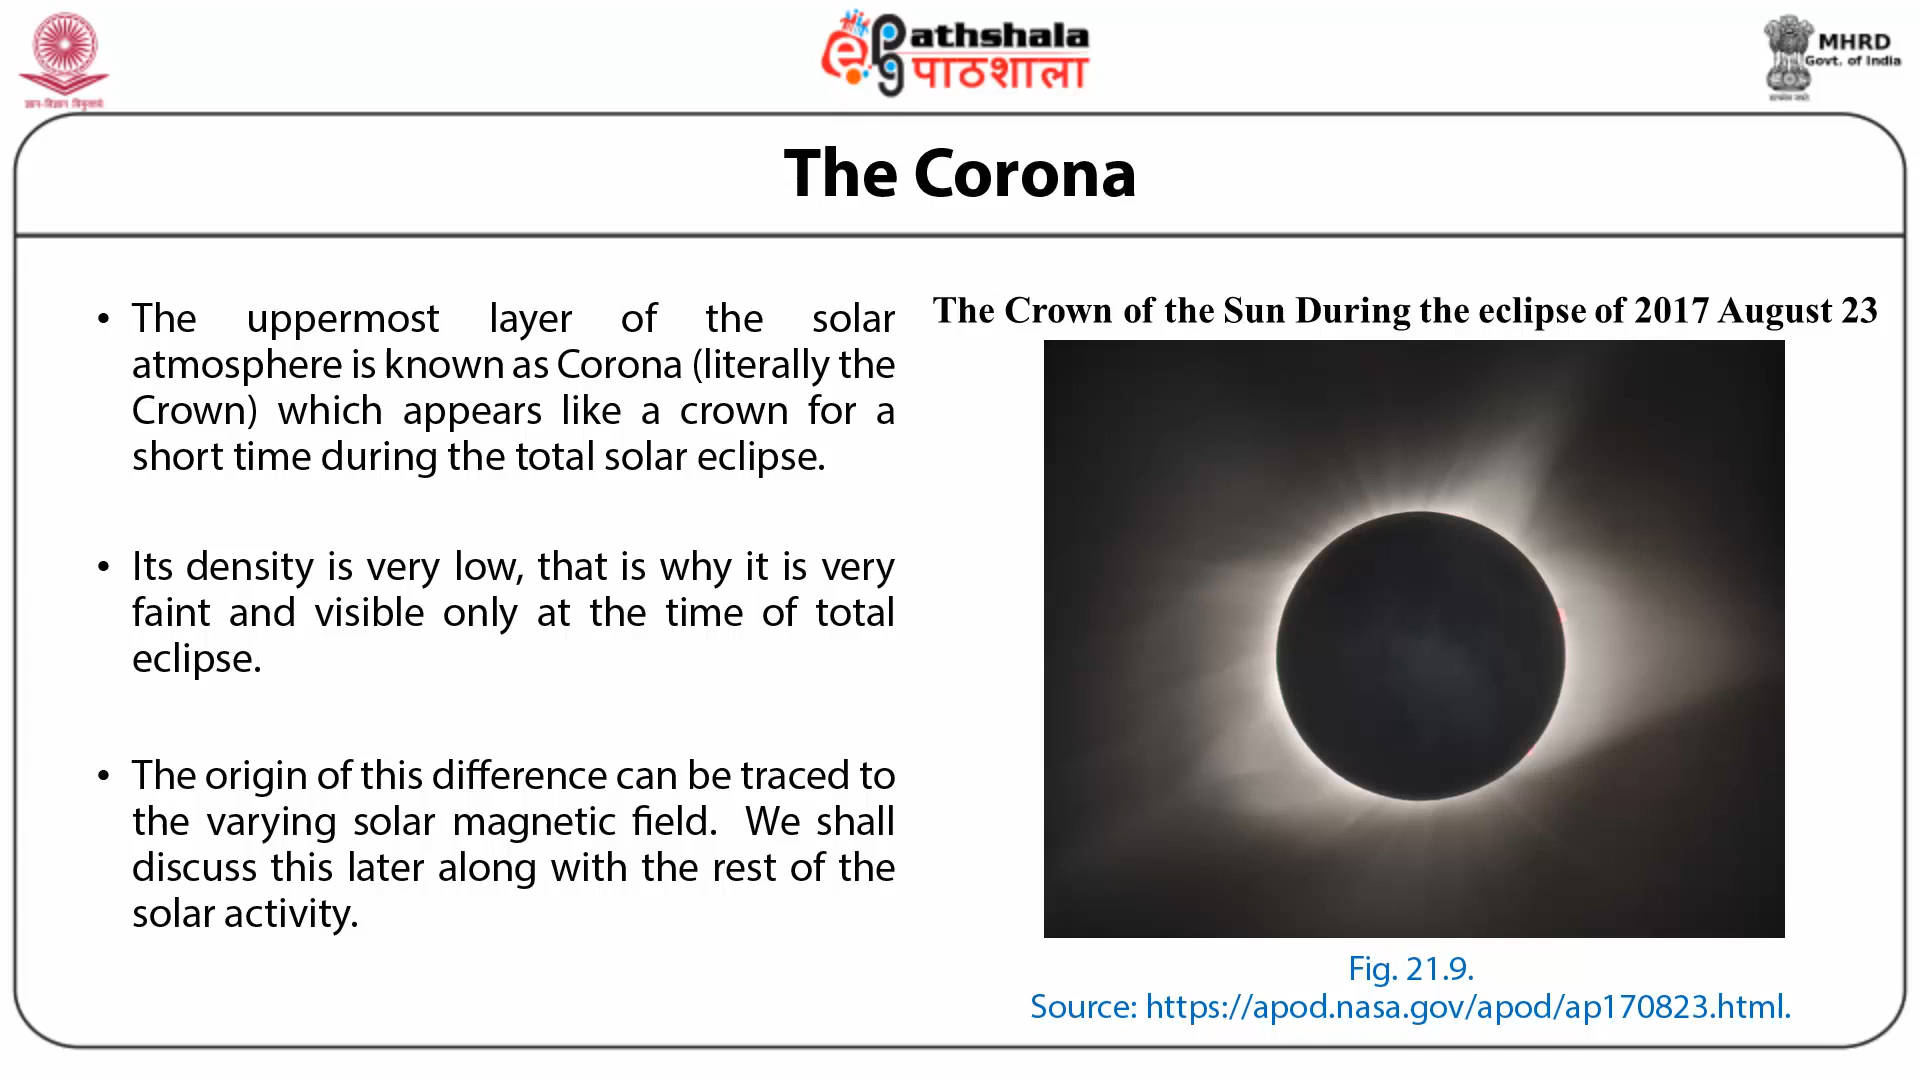 ज्ञान-विज्ञान विमुक्तये
ePathshala
पाठशाला
MHRD
Govt. of India
सत्यमेव जयते
The Corona
• The uppermost layer of the solar
atmosphere is known as Corona (literally the
Crown) which appears like a crown for a
short time during the total solar eclipse.
• Its density is very low, that is why it is very
faint and visible only at the time of total
eclipse.
• The origin of this difference can be traced to
the varying solar magnetic field. We shall
discuss this later along with the rest of the
solar activity.
The Crown of the Sun During the eclipse of 2017 August 23
Fig. 21.9.
Source: https://apod.nasa.gov/apod/ap170823.html.